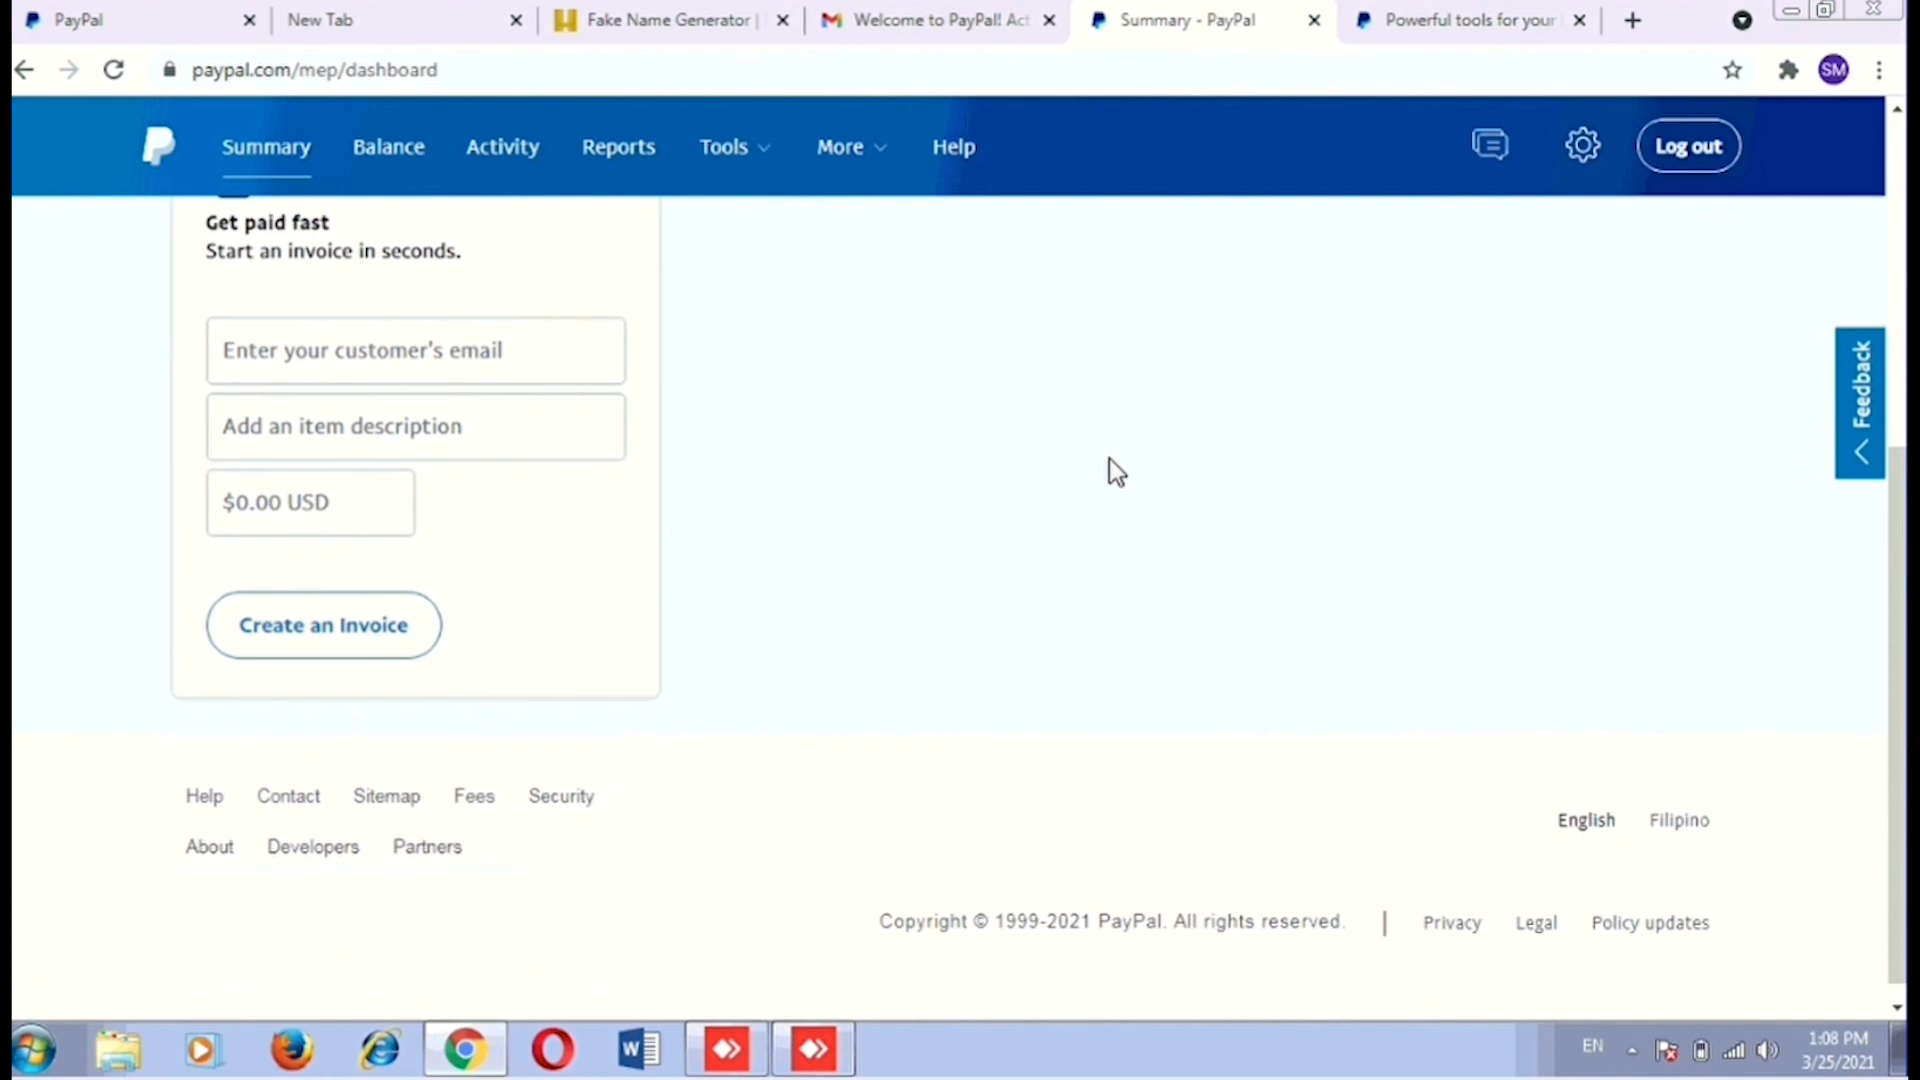 PayPal
New Tab
Fake Name Generator |
Welcome to PayPal! Act
Summary - PayPal
Powerful tools for your
paypal.com/mep/dashboard
SM
Summary
Balance
Activity
Reports
Tools
More
Help
Log out
Get paid fast
Start an invoice in seconds.
Enter your customer's email
Add an item description
$0.00 USD
Create an Invoice
Feedback
Help Contact Sitemap Fees Security
About Developers Partners
English Filipino
Copyright © 1999-2021 PayPal. All rights reserved. | Privacy Legal Policy updates
EN
1:08 PM
3/25/2021